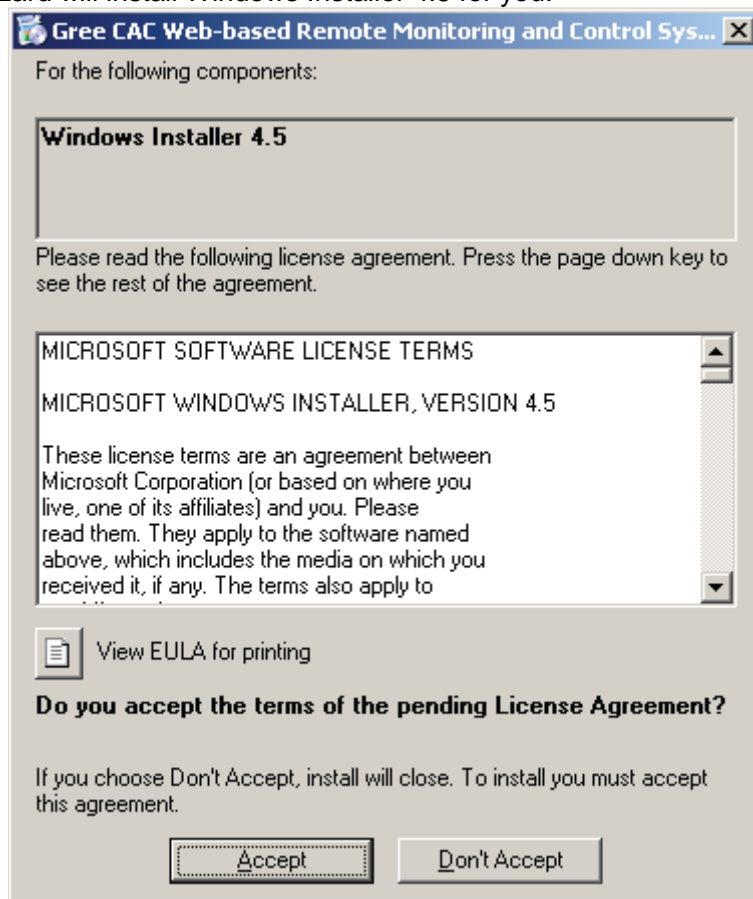 will install Windows Installer
for you.
Gree CAC Web-based Remote Monitoring and Control Sys...
For the following components:
Windows Installer 4.5
Please read the following license agreement. Press the page down key to
see the rest of the agreement.
MICROSOFT SOFTWARE LICENSE TERMS
MICROSOFT WINDOWS INSTALLER, VERSION 4.5
These license terms are an agreement between
Microsoft Corporation (or based on where you
live, one of its affiliates) and you. Please
read them. They apply to the software named
above, which includes the media on which you
received it, if any. The terms also apply to
View EULA for printing
Do you accept the terms of the pending License Agreement?
If you choose Don't Accept, install will close. To install you must accept
this agreement.
Accept
Don't Accept